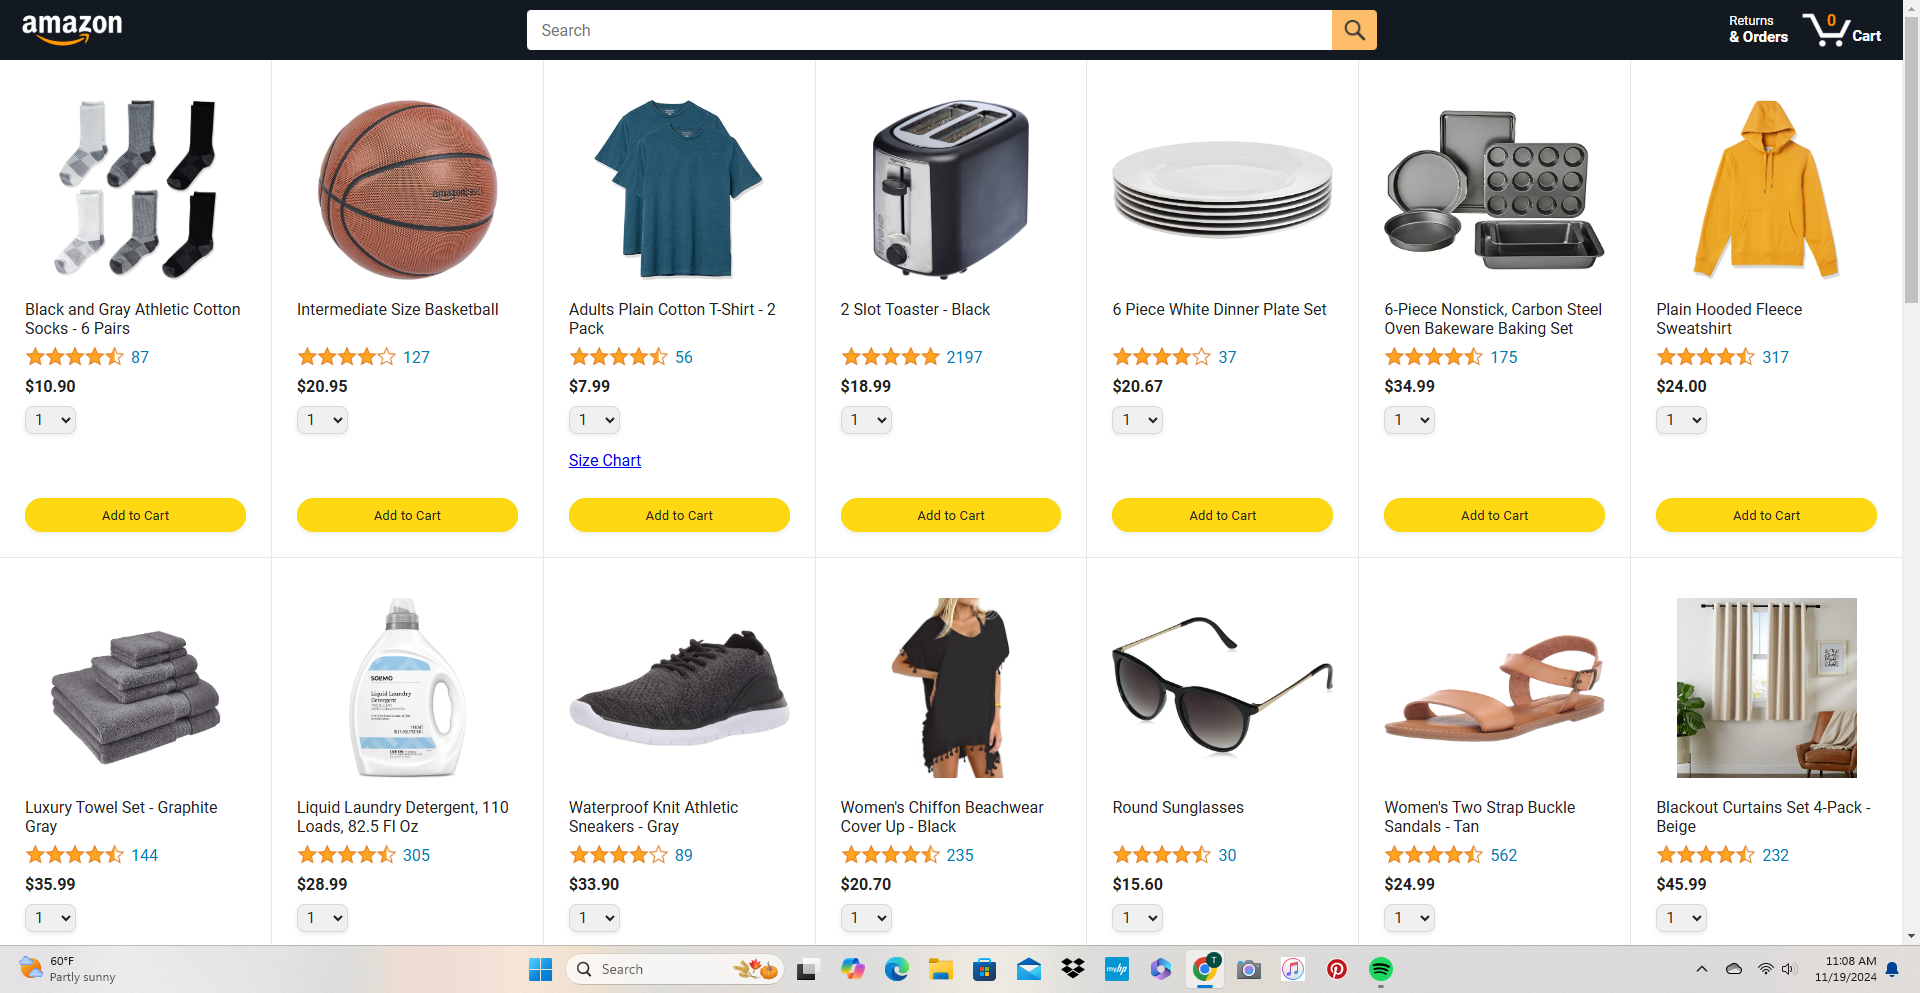 amazon
Search
Returns
& Orders
0
Cart
Black and Gray Athletic Cotton
Socks - 6 Pairs
87
$10.90
1
Add to Cart
Intermediate Size Basketball
127
$20.95
1
Add to Cart
Adults Plain Cotton T-Shirt - 2
Pack
56
$7.99
1
Size Chart
Add to Cart
2 Slot Toaster - Black
2197
$18.99
1
Add to Cart
6 Piece White Dinner Plate Set
37
$20.67
1
Add to Cart
6-Piece Nonstick, Carbon Steel
Oven Bakeware Baking Set
175
$34.99
1
Add to Cart
Plain Hooded Fleece
Sweatshirt
317
$24.00
1
Add to Cart
Luxury Towel Set - Graphite
Gray
144
$35.99
1
SOLIMO
Liquid Laundry
Detergent
Liquid Laundry Detergent, 110
Loads, 82.5 Fl Oz
305
$28.99
1
Waterproof Knit Athletic
Sneakers - Gray
89
$33.90
1
Women's Chiffon Beachwear
Cover Up - Black
235
$20.70
1
Round Sunglasses
30
$15.60
1
Women's Two Strap Buckle
Sandals - Tan
562
$24.99
1
Blackout Curtains Set 4-Pack -
Beige
232
$45.99
1
60°F
Partly sunny
Search
myhp
T
11:08 AM
11/19/2024